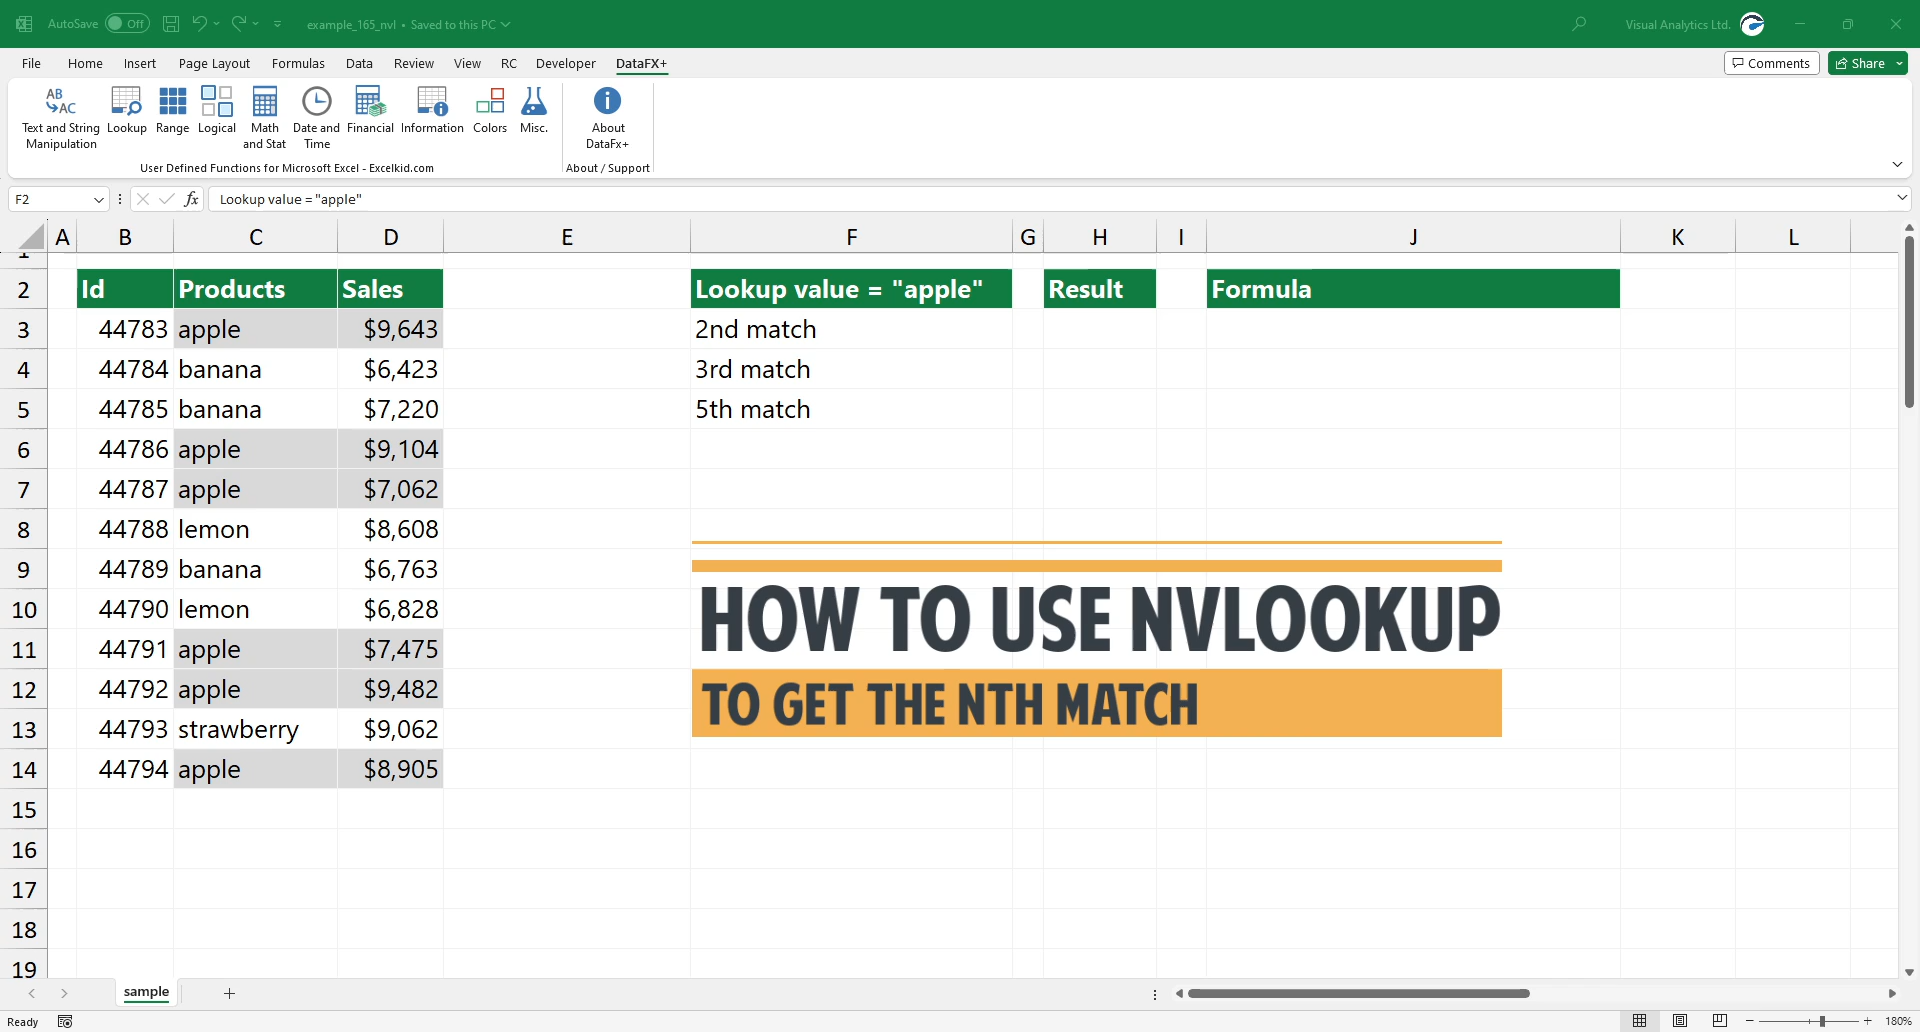 AutoSave Off example_165_nvl • Saved to this PC Visual Analytics Ltd.
File Home Insert Page Layout Formulas Data Review View RC Developer DataFX+ Comments Share
AB
AC
Text and String Manipulation Lookup Range Logical Math and Stat Date and Time Financial Information Colors Misc. About DataFx+
User Defined Functions for Microsoft Excel - Excelkid.com About / Support
F2 fx Lookup value = "apple"
A B C D E F G H I J K L
1
2 Id Products Sales Lookup value = "apple" Result Formula
3 44783 apple $9,643 2nd match
4 44784 banana $6,423 3rd match
5 44785 banana $7,220 5th match
6 44786 apple $9,104
7 44787 apple $7,062
8 44788 lemon $8,608
9 44789 banana $6,763
10 44790 lemon $6,828
HOW TO USE NVLOOKUP
11 44791 apple $7,475
12 44792 apple $9,482
TO GET THE NTH MATCH
13 44793 strawberry $9,062
14 44794 apple $8,905
15
16
17
18
19
sample
Ready 180%